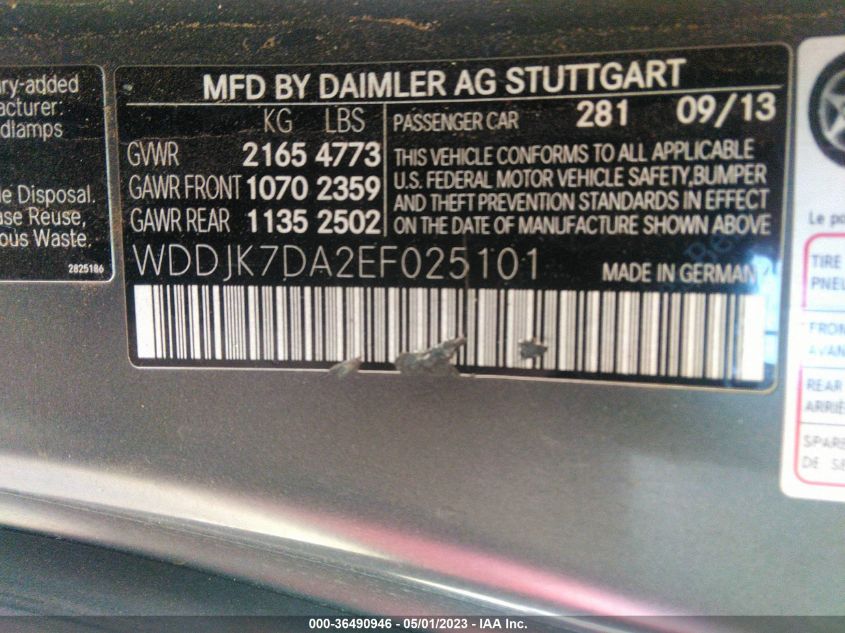 ry-added
acturer:
dlamps
le Disposal.
ase Reuse,
ous Waste.
2825186
MFD BY DAIMLER AG STUTTGART
KG LBS
GVWR 2165 4773
GAWR FRONT 1070 2359
GAWR REAR 1135 2502
PASSENGER CAR 281 09/13
THIS VEHICLE CONFORMS TO ALL APPLICABLE
U.S. FEDERAL MOTOR VEHICLE SAFETY,BUMPER
AND THEFT PREVENTION STANDARDS IN EFFECT
ON THE DATE OF MANUFACTURE SHOWN ABOVE
WDDJK7DA2EF025101 MADE IN GERMANY
Le po
TIRE
PNEU
FRON
AVAN
REAR
ARRIÈ
SPARE
DE SE
000-36490946 - 05/01/2023 - IAA Inc.